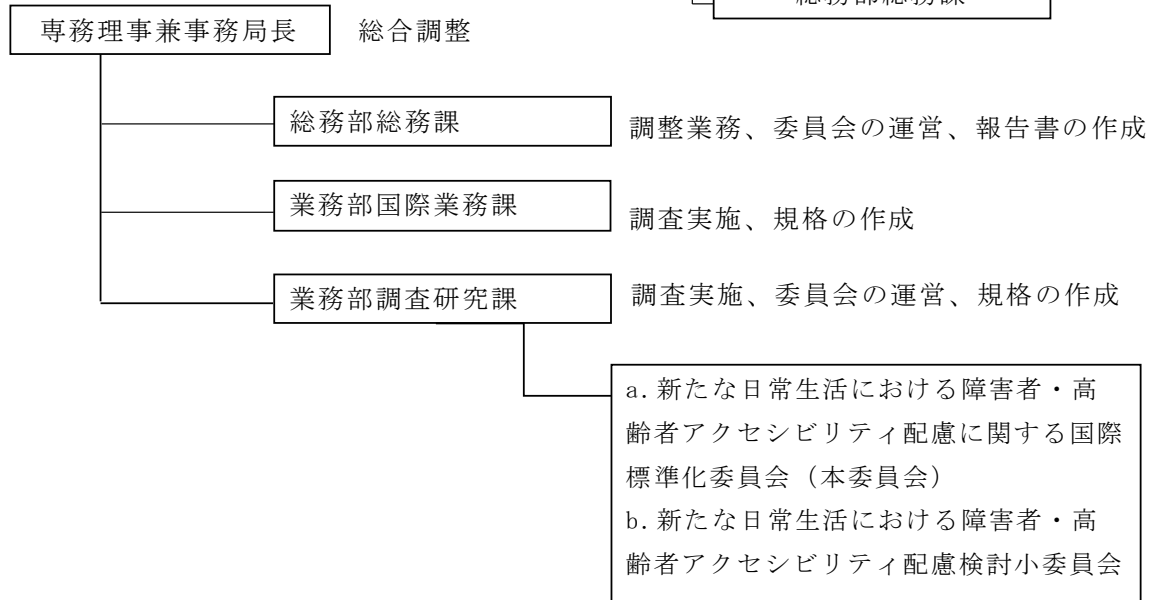 総務部総務課
専務理事兼事務局長 総合調整
総務部総務課 調整業務、委員会の運営、報告書の作成
業務部国際業務課 調査実施、規格の作成
業務部調査研究課 調査実施、委員会の運営、規格の作成
a.新たな日常生活における障害者・高
齢者アクセシビリティ配慮に関する国際
標準化委員会（本委員会）
b.新たな日常生活における障害者・高
齢者アクセシビリティ配慮検討小委員会